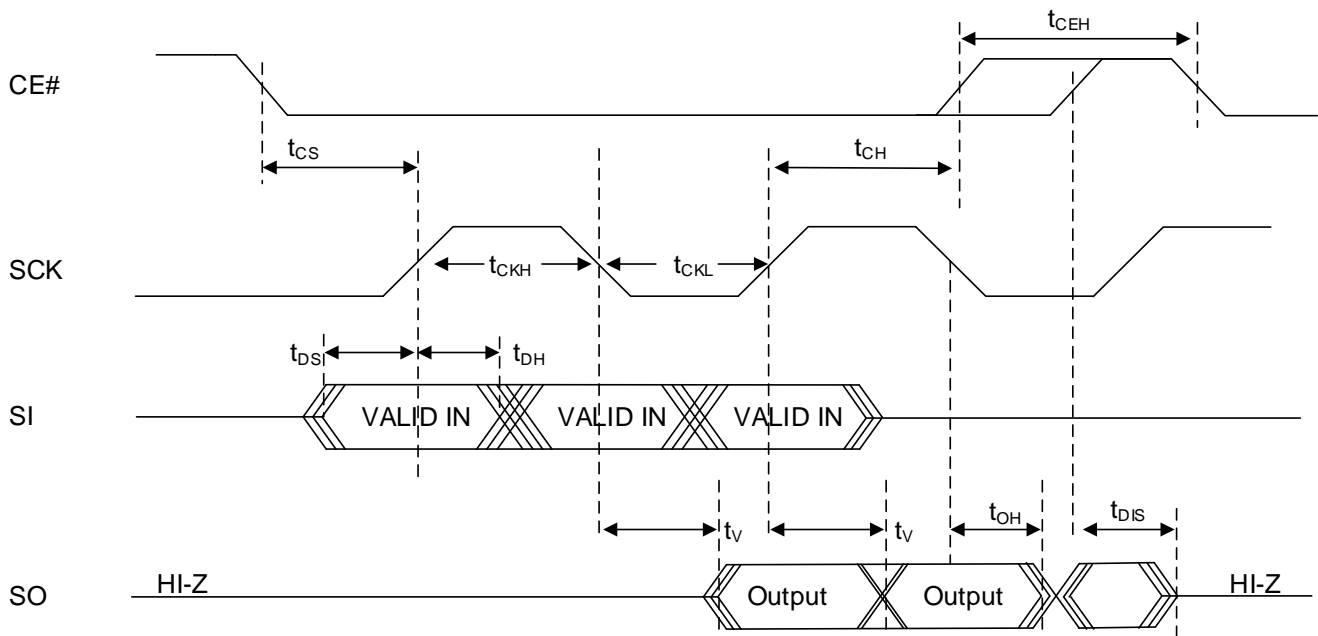 tCEH
CE#
tCS
tCH
SCK
tCKH
tCKL
tDS
tDH
SI
VALID IN
VALID IN
VALID IN
tV
tV
tOH
tDIS
SO
HI-Z
Output
Output
HI-Z